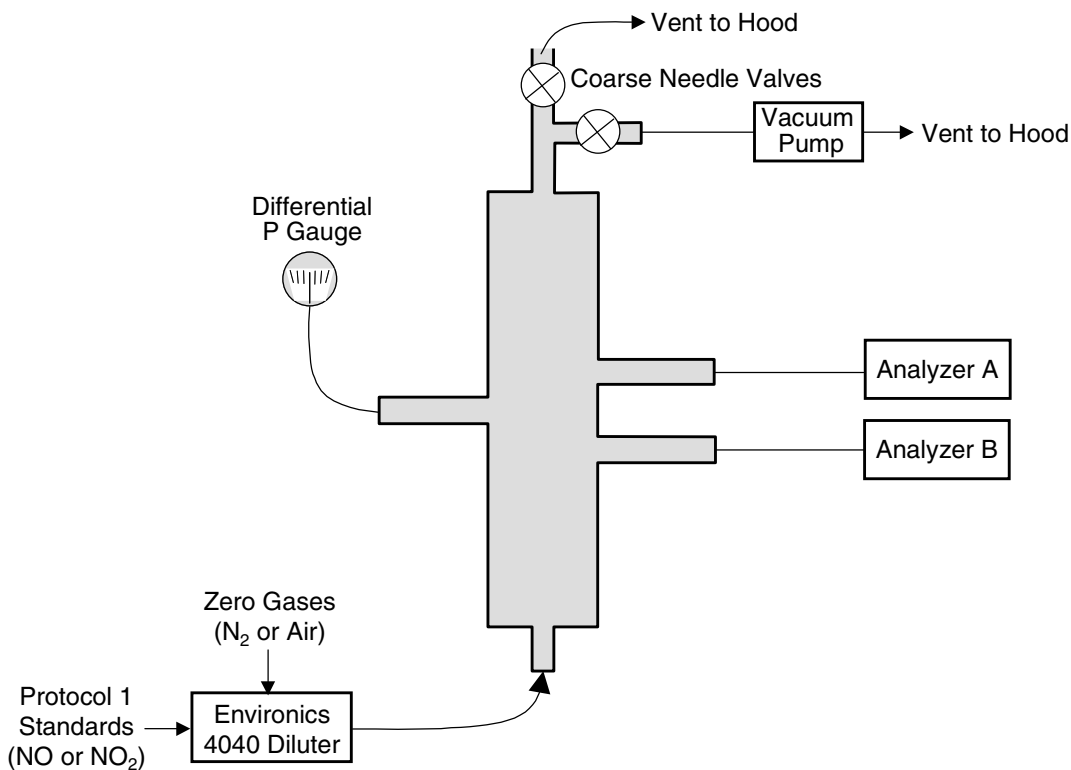 Vent to Hood
Coarse Needle Valves
Vacuum
Pump
Vent to Hood
Differential
P Gauge
Analyzer A
Analyzer B
Zero Gases
(N₂ or Air)
Protocol 1
Standards
(NO or NO₂)
Environics
4040 Diluter